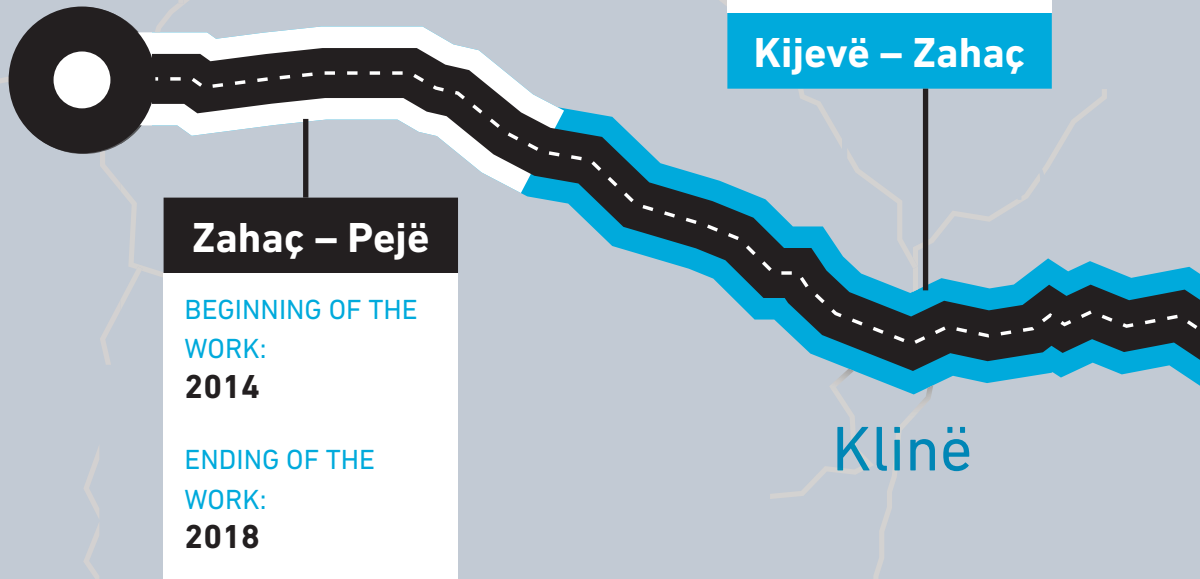 Kijevë – Zahaç
Zahaç – Pejë
BEGINNING OF THE
WORK:
2014
ENDING OF THE
WORK:
2018
Klinë